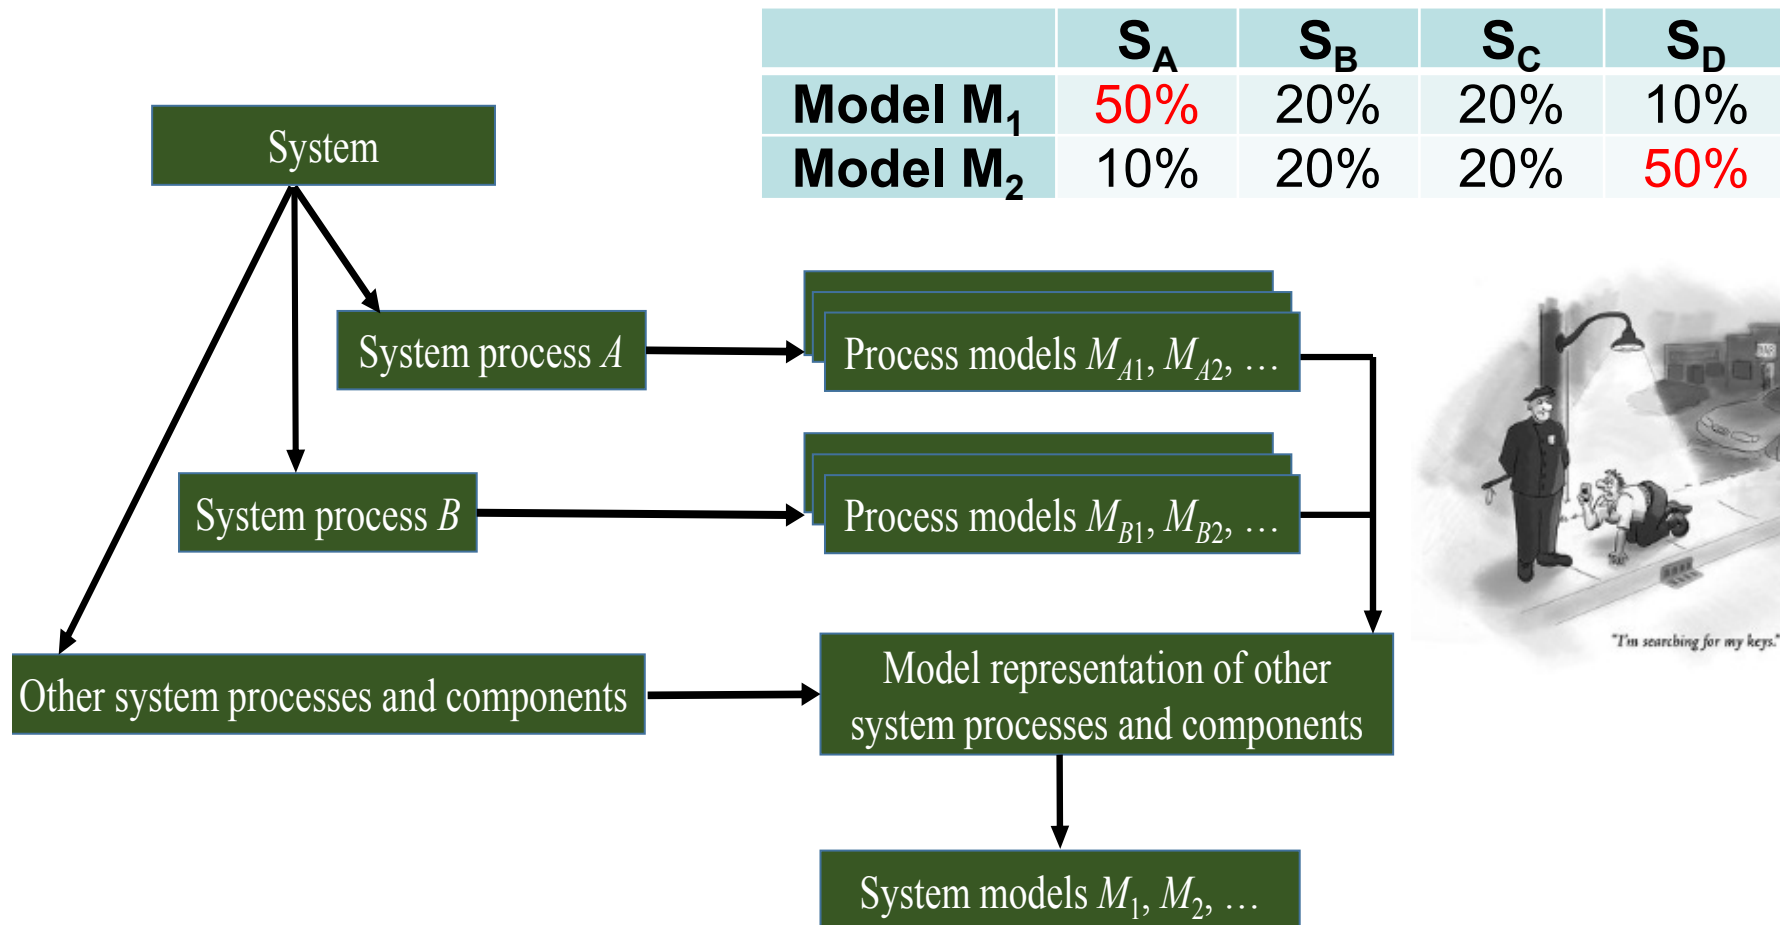 S_A S_B S_C S_D
Model M_1 50% 20% 20% 10%
Model M_2 10% 20% 20% 50%
System
System process A
Process models M_A1, M_A2, …
System process B
Process models M_B1, M_B2, …
Other system processes and components
Model representation of other
system processes and components
System models M_1, M_2, …
"I'm searching for my keys."